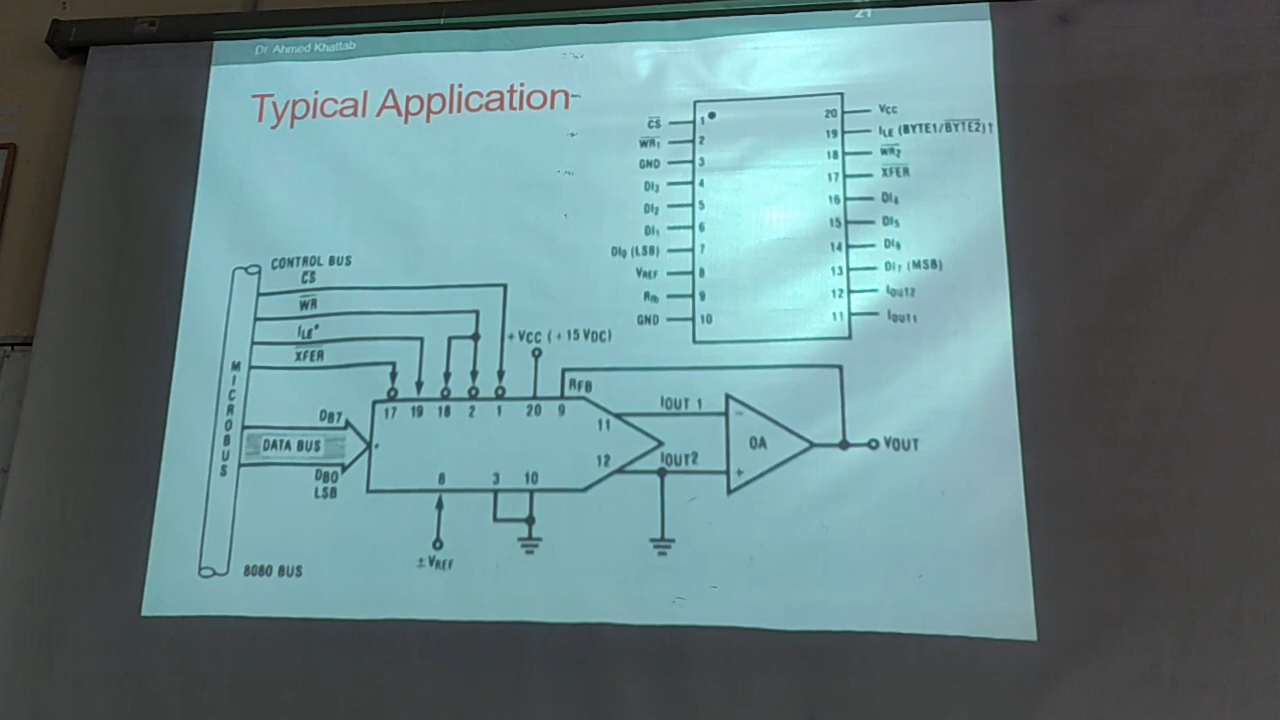 21
Dr Ahmed Khattab
Typical Application
CS
WR₁
GND
DI₃
DI₂
DI₁
DI₀ (LSB)
VREF
Rfb
GND
1
2
3
4
5
6
7
8
9
10
20
19
18
17
16
15
14
13
12
11
VCC
ILE (BYTE1/BYTE2)†
WR₂
XFER
DI₄
DI₅
DI₆
DI₇ (MSB)
IOUT2
IOUT1
CONTROL BUS
CS
WR
ILE*
XFER
+VCC (+15 VDC)
RFB
MICROBUS
17 19 18 2 1 20 9
11
12
IOUT 1
IOUT2
OA
-
+
VOUT
DB7
DATA BUS
DB0
LSB
8 3 10
±VREF
8080 BUS